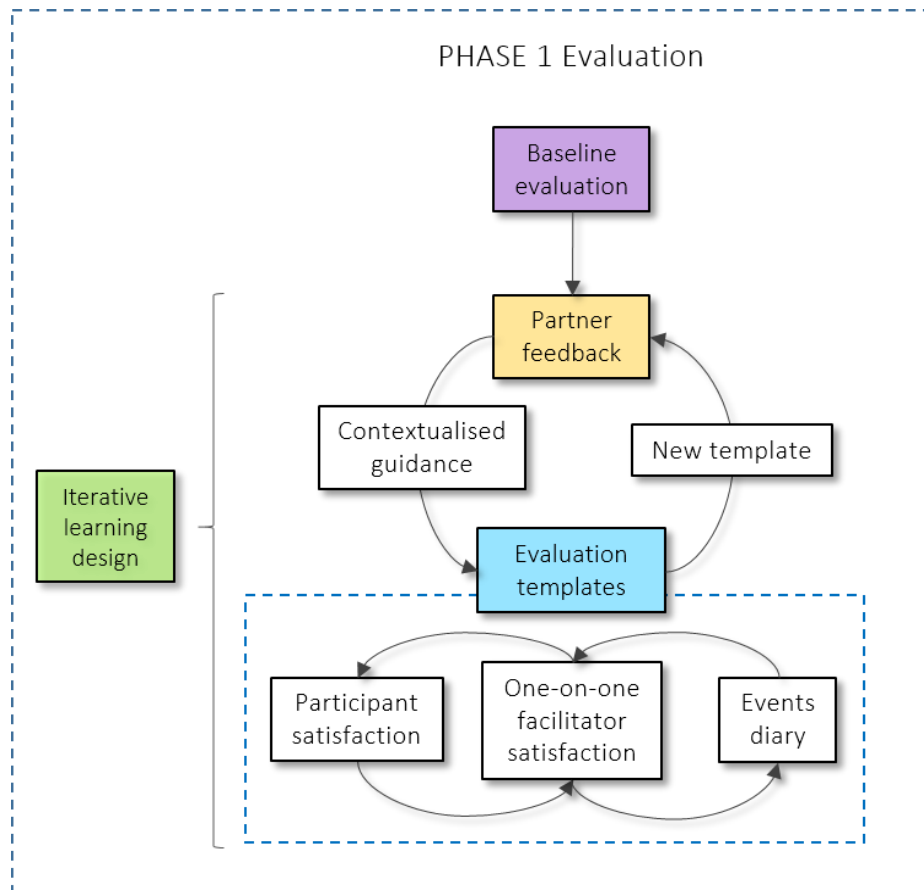 PHASE 1 Evaluation
Baseline
evaluation
Partner
feedback
Contextualised
guidance
New template
Iterative
learning
design
Evaluation
templates
Participant
satisfaction
One-on-one
facilitator
satisfaction
Events
diary